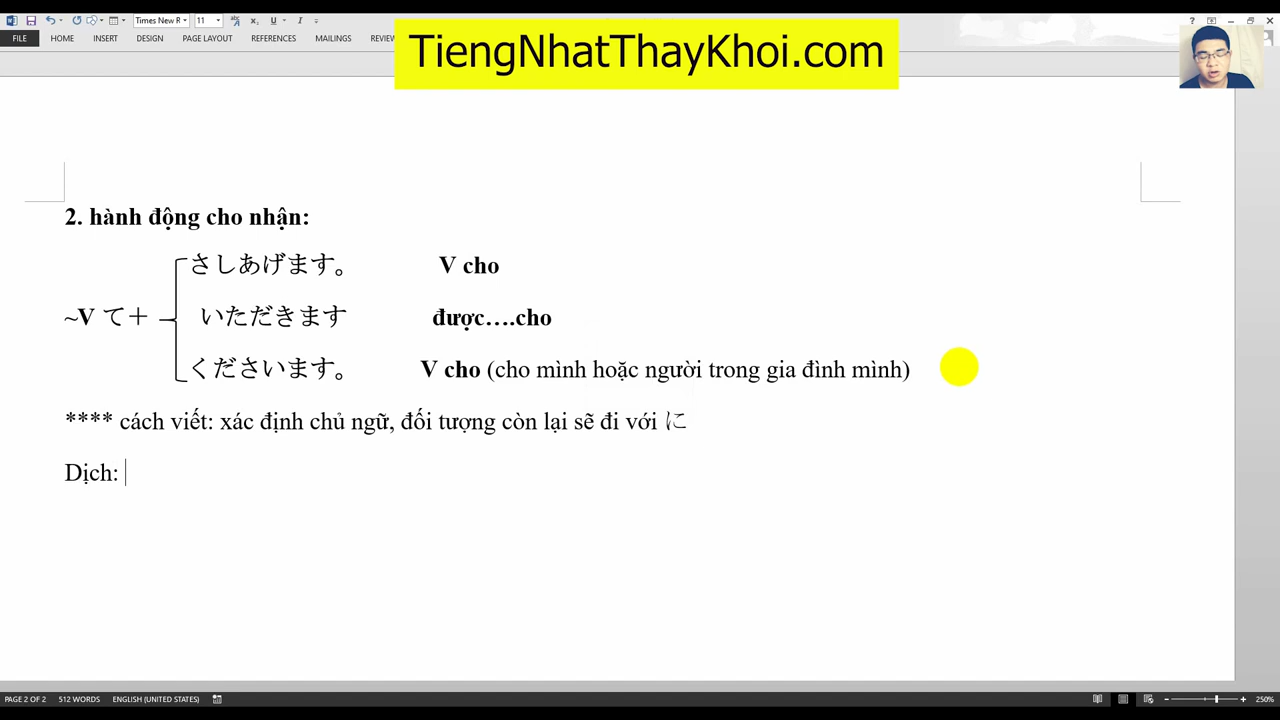 Times New R 11
FILE HOME INSERT DESIGN PAGE LAYOUT REFERENCES MAILINGS
TiengNhatThayKhoi.com
2. hành động cho nhận:
さしあげます。 V cho
~V て＋ いただきます được….cho
くださいます。 V cho (cho mình hoặc người trong gia đình mình)
**** cách viết: xác định chủ ngữ, đối tượng còn lại sẽ đi với に
Dịch:
PAGE 2 OF 2 512 WORDS ENGLISH (UNITED STATES) 250%